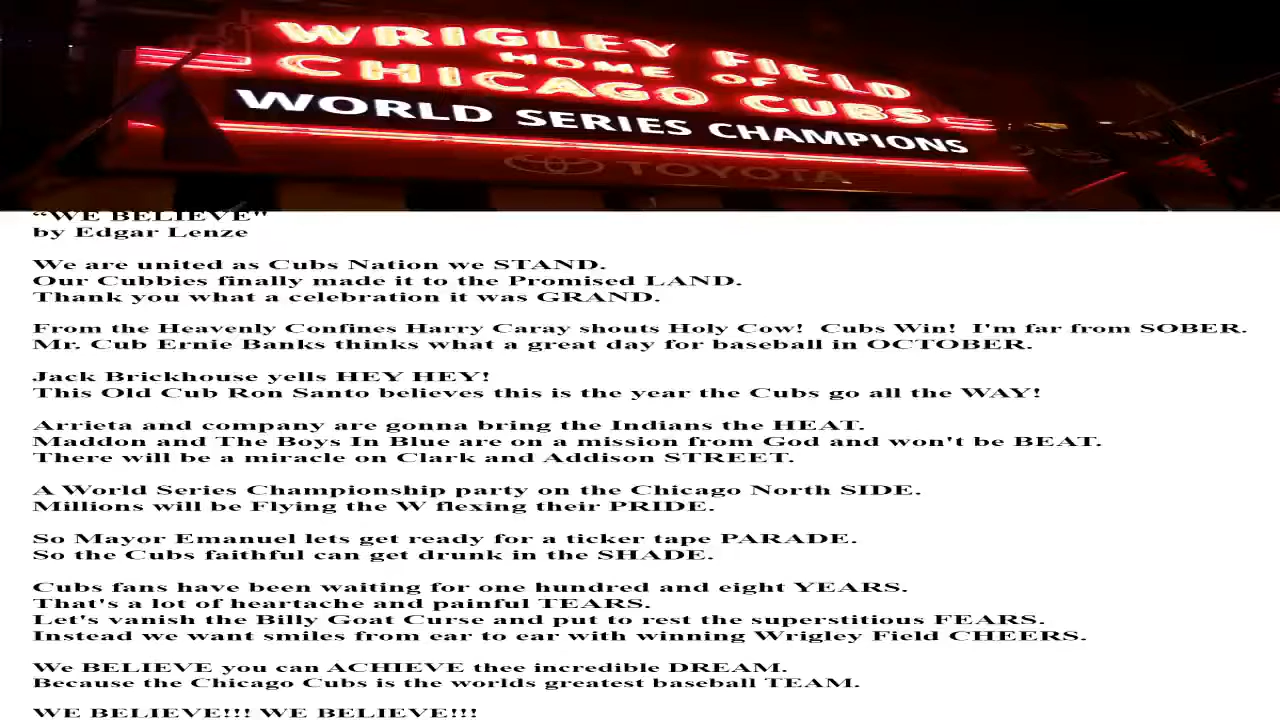 WRIGLEY FIELD
HOME OF
CHICAGO CUBS
WORLD SERIES CHAMPIONS
TOYOTA
“WE BELIEVE"
by Edgar Lenze
We are united as Cubs Nation we STAND.
Our Cubbies finally made it to the Promised LAND.
Thank you what a celebration it was GRAND.
From the Heavenly Confines Harry Caray shouts Holy Cow!  Cubs Win!  I'm far from SOBER.
Mr. Cub Ernie Banks thinks what a great day for baseball in OCTOBER.
Jack Brickhouse yells HEY HEY!
This Old Cub Ron Santo believes this is the year the Cubs go all the WAY!
Arrieta and company are gonna bring the Indians the HEAT.
Maddon and The Boys In Blue are on a mission from God and won't be BEAT.
There will be a miracle on Clark and Addison STREET.
A World Series Championship party on the Chicago North SIDE.
Millions will be Flying the W flexing their PRIDE.
So Mayor Emanuel lets get ready for a ticker tape PARADE.
So the Cubs faithful can get drunk in the SHADE.
Cubs fans have been waiting for one hundred and eight YEARS.
That's a lot of heartache and painful TEARS.
Let's vanish the Billy Goat Curse and put to rest the superstitious FEARS.
Instead we want smiles from ear to ear with winning Wrigley Field CHEERS.
We BELIEVE you can ACHIEVE thee incredible DREAM.
Because the Chicago Cubs is the worlds greatest baseball TEAM.
WE BELIEVE!!! WE BELIEVE!!!